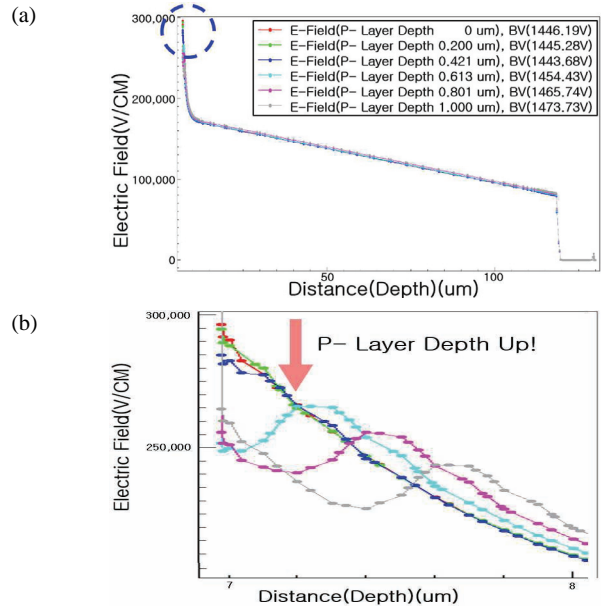 (a)
300,000
200,000
100,000
0
Electric Field(V/CM)
E-Field(P- Layer Depth 0 um), BV(1446.19V)
E-Field(P- Layer Depth 0.200 um), BV(1445.28V)
E-Field(P- Layer Depth 0.421 um), BV(1443.68V)
E-Field(P- Layer Depth 0.613 um), BV(1454.43V)
E-Field(P- Layer Depth 0.801 um), BV(1465.74V)
E-Field(P- Layer Depth 1.000 um), BV(1473.73V)
50
100
Distance(Depth)(um)
(b)
300,000
250,000
Electric Field(V/CM)
P- Layer Depth Up!
7
8
Distance(Depth)(um)